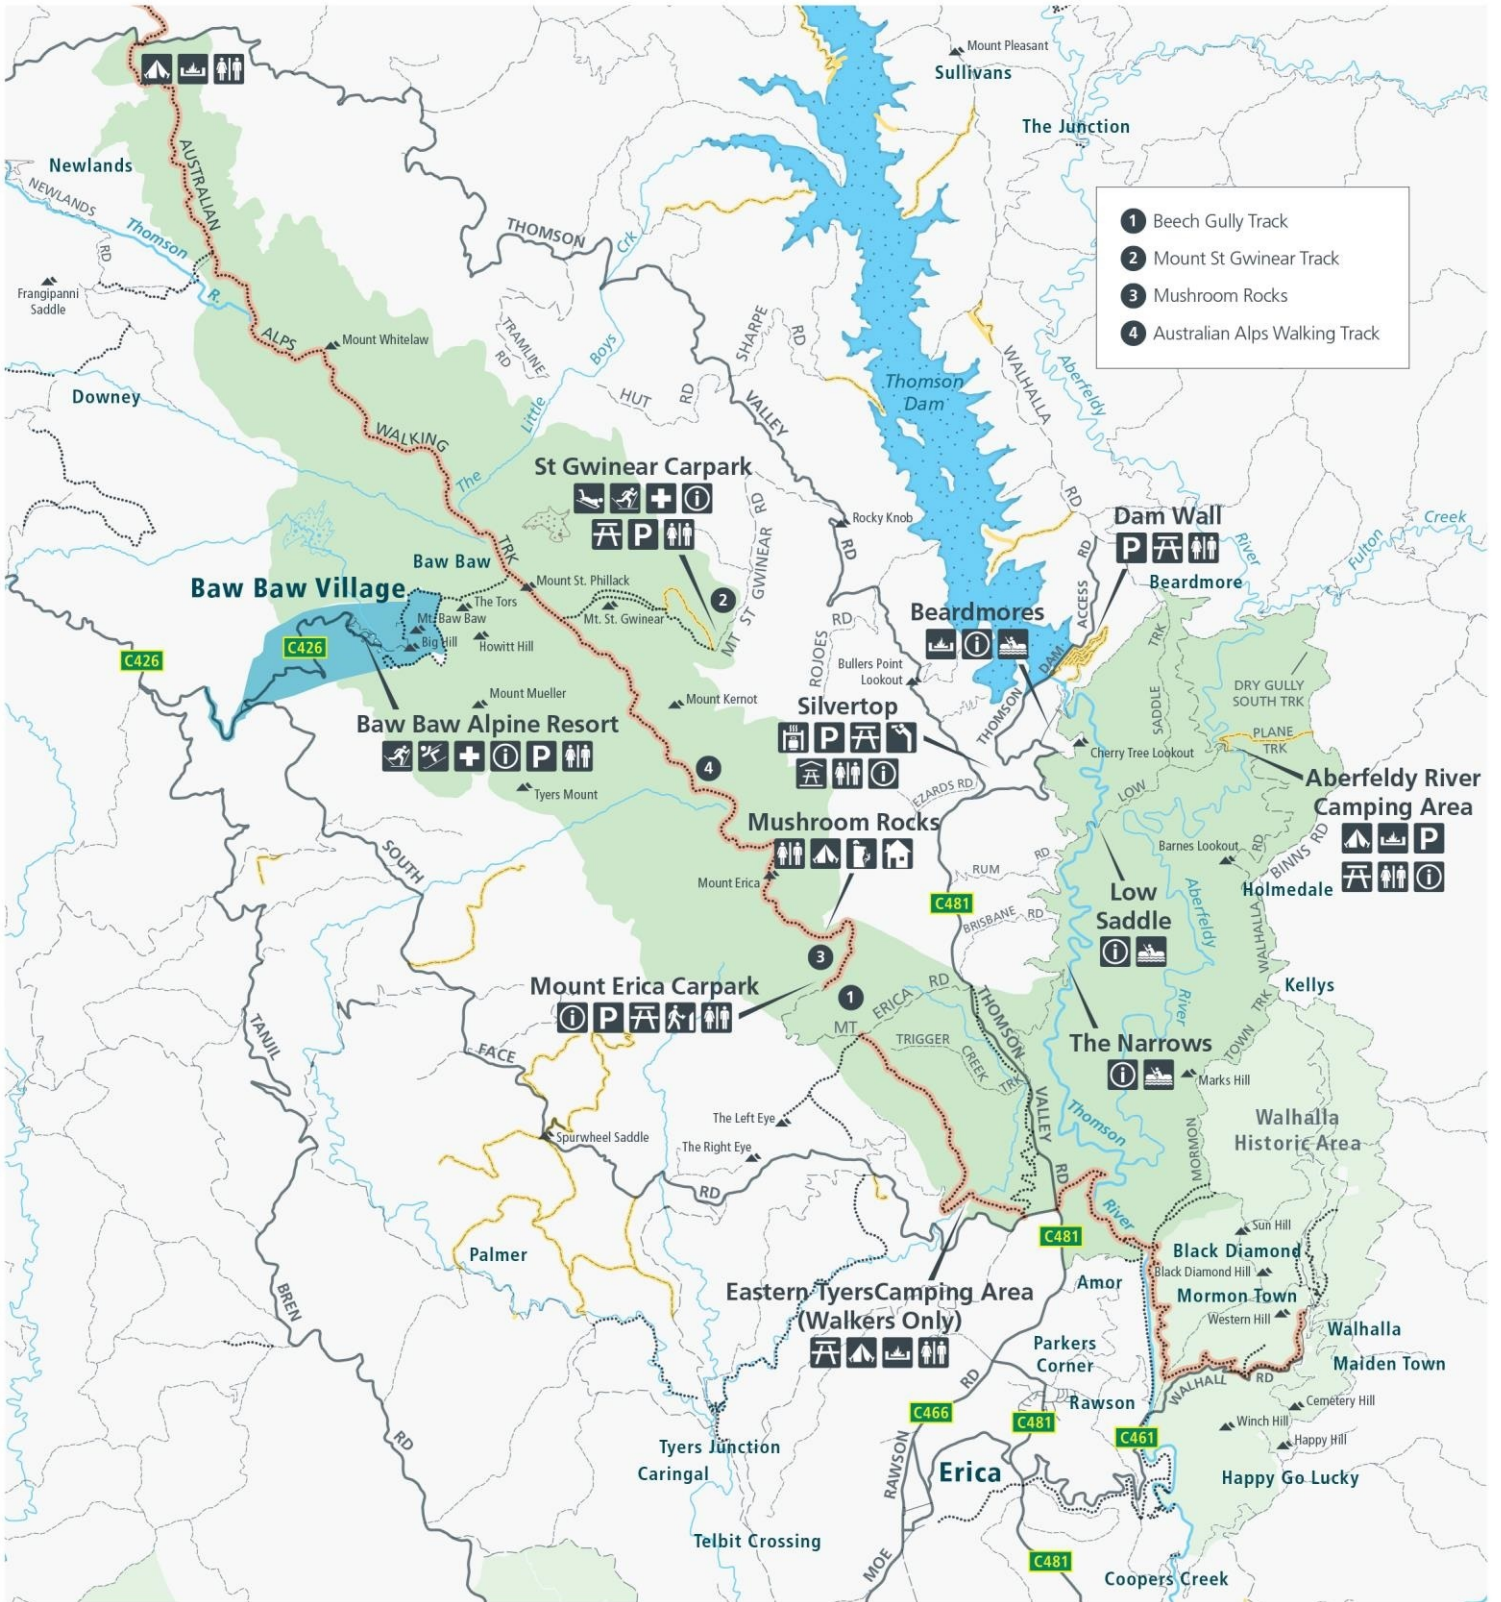 Mount Pleasant
Sullivans
The Junction
Newlands
NEWLANDS
RD
Thomson
R.
Frangipanni
Saddle
AUSTRALIAN
ALPS
WALKING
TRK
Mount Whitelaw
THOMSON
VALLEY
RD
Crk
Boys
Little
The
TRAMLINE
RD
HUT
RD
SHARPE
RD
Thomson
Dam
WALHALLA
RD
Aberfeldy
River
1 Beech Gully Track
2 Mount St Gwinear Track
3 Mushroom Rocks
4 Australian Alps Walking Track
Downey
St Gwinear Carpark
P
MT ST GWINEAR RD
2
Rocky Knob
Dam Wall
P
Fulton
Creek
Beardmore
Baw Baw
Baw Baw Village
Mount St. Phillack
The Tors
Mt. St. Gwinear
Mt. Baw Baw
Big Hill
Howitt Hill
C426
C426
Beardmores
ROJOES
RD
Bullers Point
Lookout
THOMSON
DAM
ACCESS
RD
Mount Mueller
Mount Kernot
Baw Baw Alpine Resort
P
Silvertop
P
Cherry Tree Lookout
SADDLE
TRK
LOW
DRY GULLY
SOUTH TRK
PLANE
TRK
Aberfeldy River
Camping Area
P
4
Tyers Mount
EZARDS RD
Mushroom Rocks
Mount Erica
RUM
RD
Barnes Lookout
RD
BINNS RD
Holmedale
C481
BRISBANE
RD
Low
Saddle
Aberfeldy
River
WALHALLA
Kellys
3
Mount Erica Carpark
P
1
MT
ERICA
RD
TRIGGER
CREEK
TRK
THOMSON
VALLEY
RD
The Narrows
TOWN
TRK
Marks Hill
MORMON
Walhalla
Historic Area
SOUTH
FACE
RD
TANJIL
BREN
RD
The Left Eye
The Right Eye
Spurwheel Saddle
Thomson
River
C481
Sun Hill
Black Diamond
Black Diamond Hill
Mormon Town
Western Hill
Walhalla
Maiden Town
Palmer
Eastern TyersCamping Area
(Walkers Only)
Amor
Parkers
Corner
WALHALL
RD
RD
Rawson
Cemetery Hill
Winch Hill
Happy Hill
C466
C481
C461
Tyers Junction
Caringal
RAWSON
Erica
Happy Go Lucky
Telbit Crossing
MOE
C481
Coopers Creek